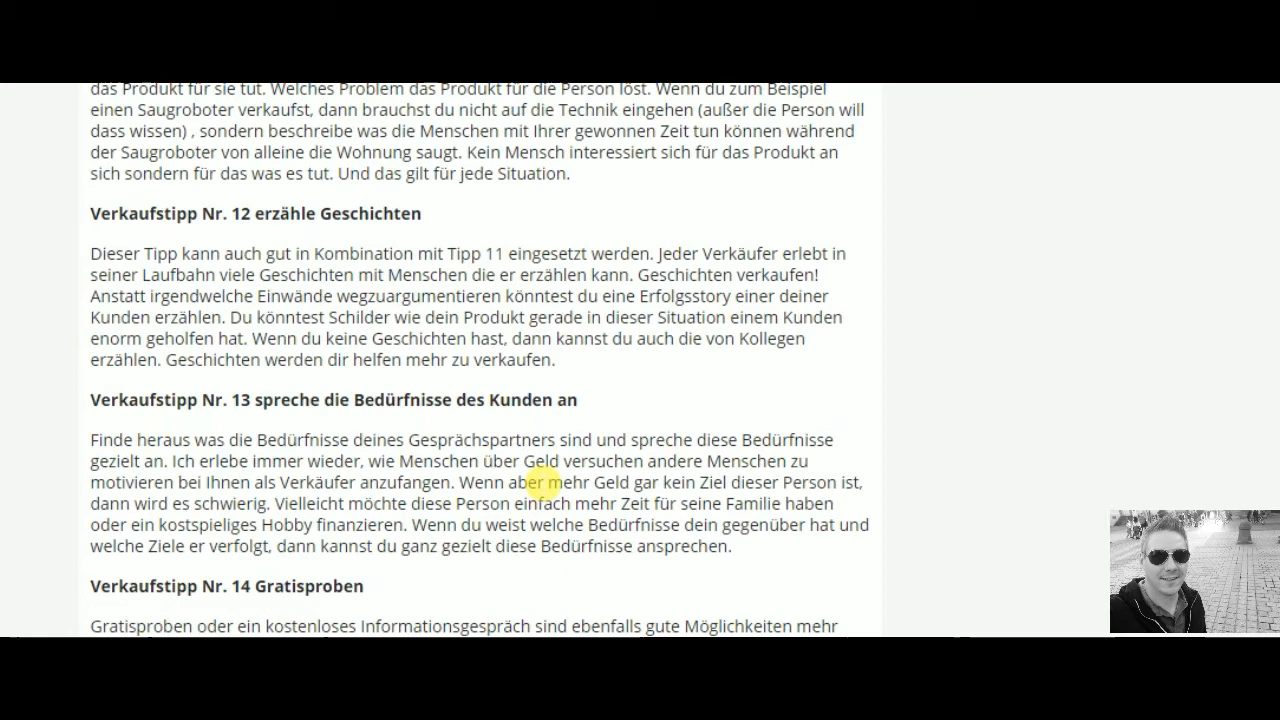 das Produkt für sie tut. Welches Problem das Produkt für die Person löst. Wenn du zum Beispiel
einen Saugroboter verkaufst, dann brauchst du nicht auf die Technik eingehen (außer die Person will
dass wissen) , sondern beschreibe was die Menschen mit Ihrer gewonnen Zeit tun können während
der Saugroboter von alleine die Wohnung saugt. Kein Mensch interessiert sich für das Produkt an
sich sondern für das was es tut. Und das gilt für jede Situation.
Verkaufstipp Nr. 12 erzähle Geschichten
Dieser Tipp kann auch gut in Kombination mit Tipp 11 eingesetzt werden. Jeder Verkäufer erlebt in
seiner Laufbahn viele Geschichten mit Menschen die er erzählen kann. Geschichten verkaufen!
Anstatt irgendwelche Einwände wegzuargumentieren könntest du eine Erfolgsstory einer deiner
Kunden erzählen. Du könntest Schilder wie dein Produkt gerade in dieser Situation einem Kunden
enorm geholfen hat. Wenn du keine Geschichten hast, dann kannst du auch die von Kollegen
erzählen. Geschichten werden dir helfen mehr zu verkaufen.
Verkaufstipp Nr. 13 spreche die Bedürfnisse des Kunden an
Finde heraus was die Bedürfnisse deines Gesprächspartners sind und spreche diese Bedürfnisse
gezielt an. Ich erlebe immer wieder, wie Menschen über Geld versuchen andere Menschen zu
motivieren bei Ihnen als Verkäufer anzufangen. Wenn aber mehr Geld gar kein Ziel dieser Person ist,
dann wird es schwierig. Vielleicht möchte diese Person einfach mehr Zeit für seine Familie haben
oder ein kostspieliges Hobby finanzieren. Wenn du weist welche Bedürfnisse dein gegenüber hat und
welche Ziele er verfolgt, dann kannst du ganz gezielt diese Bedürfnisse ansprechen.
Verkaufstipp Nr. 14 Gratisproben
Gratisproben oder ein kostenloses Informationsgespräch sind ebenfalls gute Möglichkeiten mehr